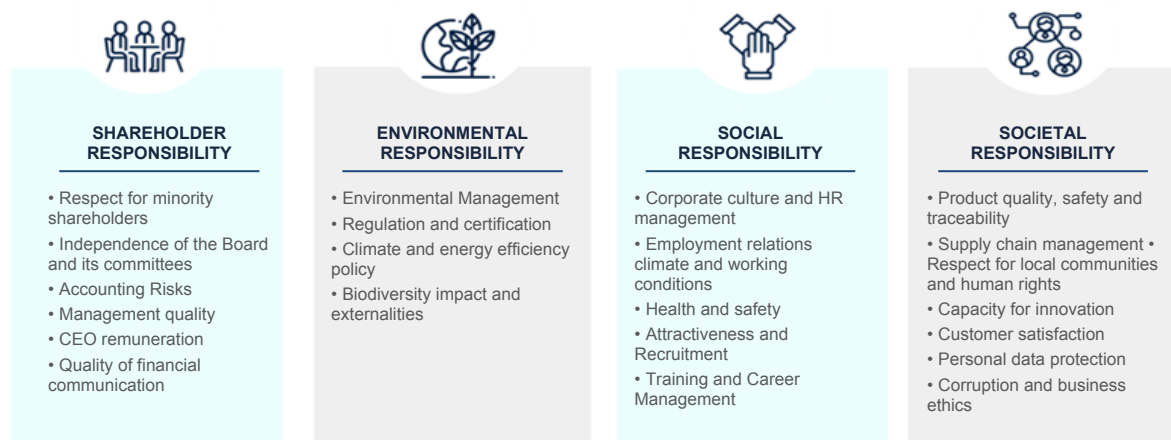 SHAREHOLDER
RESPONSIBILITY
• Respect for minority
shareholders
• Independence of the Board
and its committees
• Accounting Risks
• Management quality
• CEO remuneration
• Quality of financial
communication
ENVIRONMENTAL
RESPONSIBILITY
• Environmental Management
• Regulation and certification
• Climate and energy efficiency
policy
• Biodiversity impact and
externalities
SOCIAL
RESPONSIBILITY
• Corporate culture and HR
management
• Employment relations
climate and working
conditions
• Health and safety
• Attractiveness and
Recruitment
• Training and Career
Management
SOCIETAL
RESPONSIBILITY
• Product quality, safety and
traceability
• Supply chain management •
Respect for local communities
and human rights
• Capacity for innovation
• Customer satisfaction
• Personal data protection
• Corruption and business
ethics